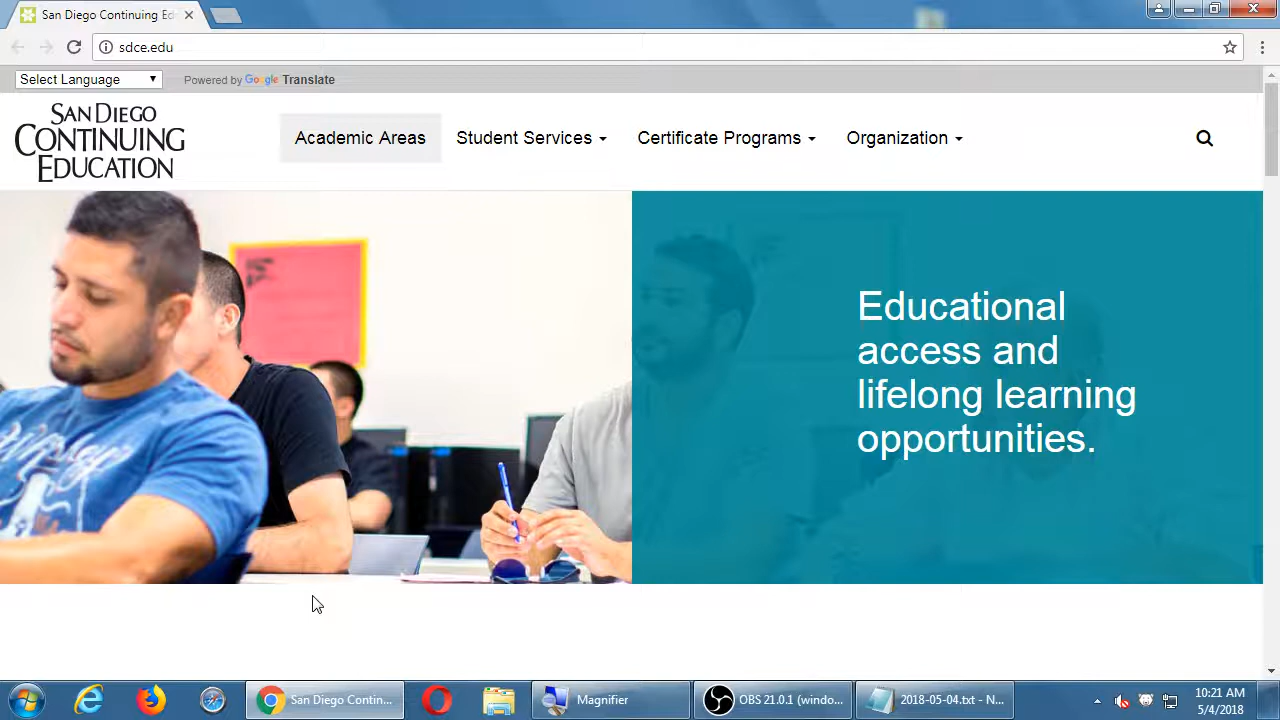 San Diego Continuing Ed
sdce.edu
Select Language
Powered by Google Translate
SAN DIEGO
CONTINUING
EDUCATION
Academic Areas
Student Services
Certificate Programs
Organization
Educational
access and
lifelong learning
opportunities.
San Diego Contin...
Magnifier
OBS 21.0.1 (windo...
2018-05-04.txt - N...
10:21 AM
5/4/2018